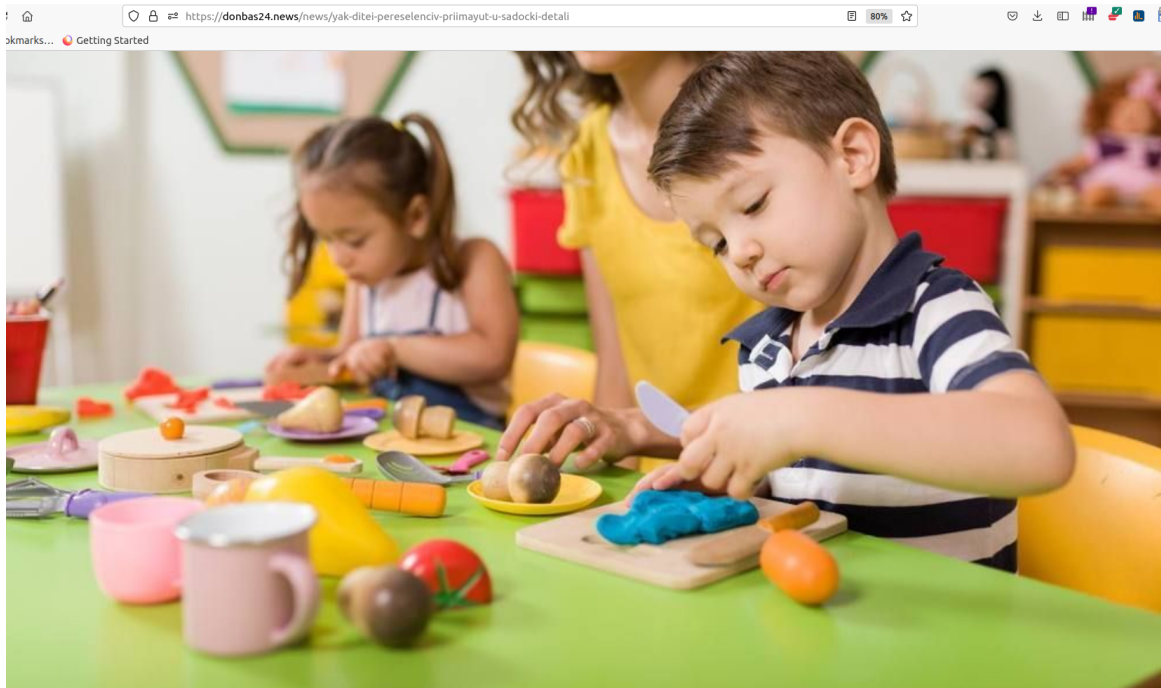 https://donbas24.news/news/yak-ditei-pereselenciv-priimayut-u-sadocki-detali
80%
okmarks... Getting Started